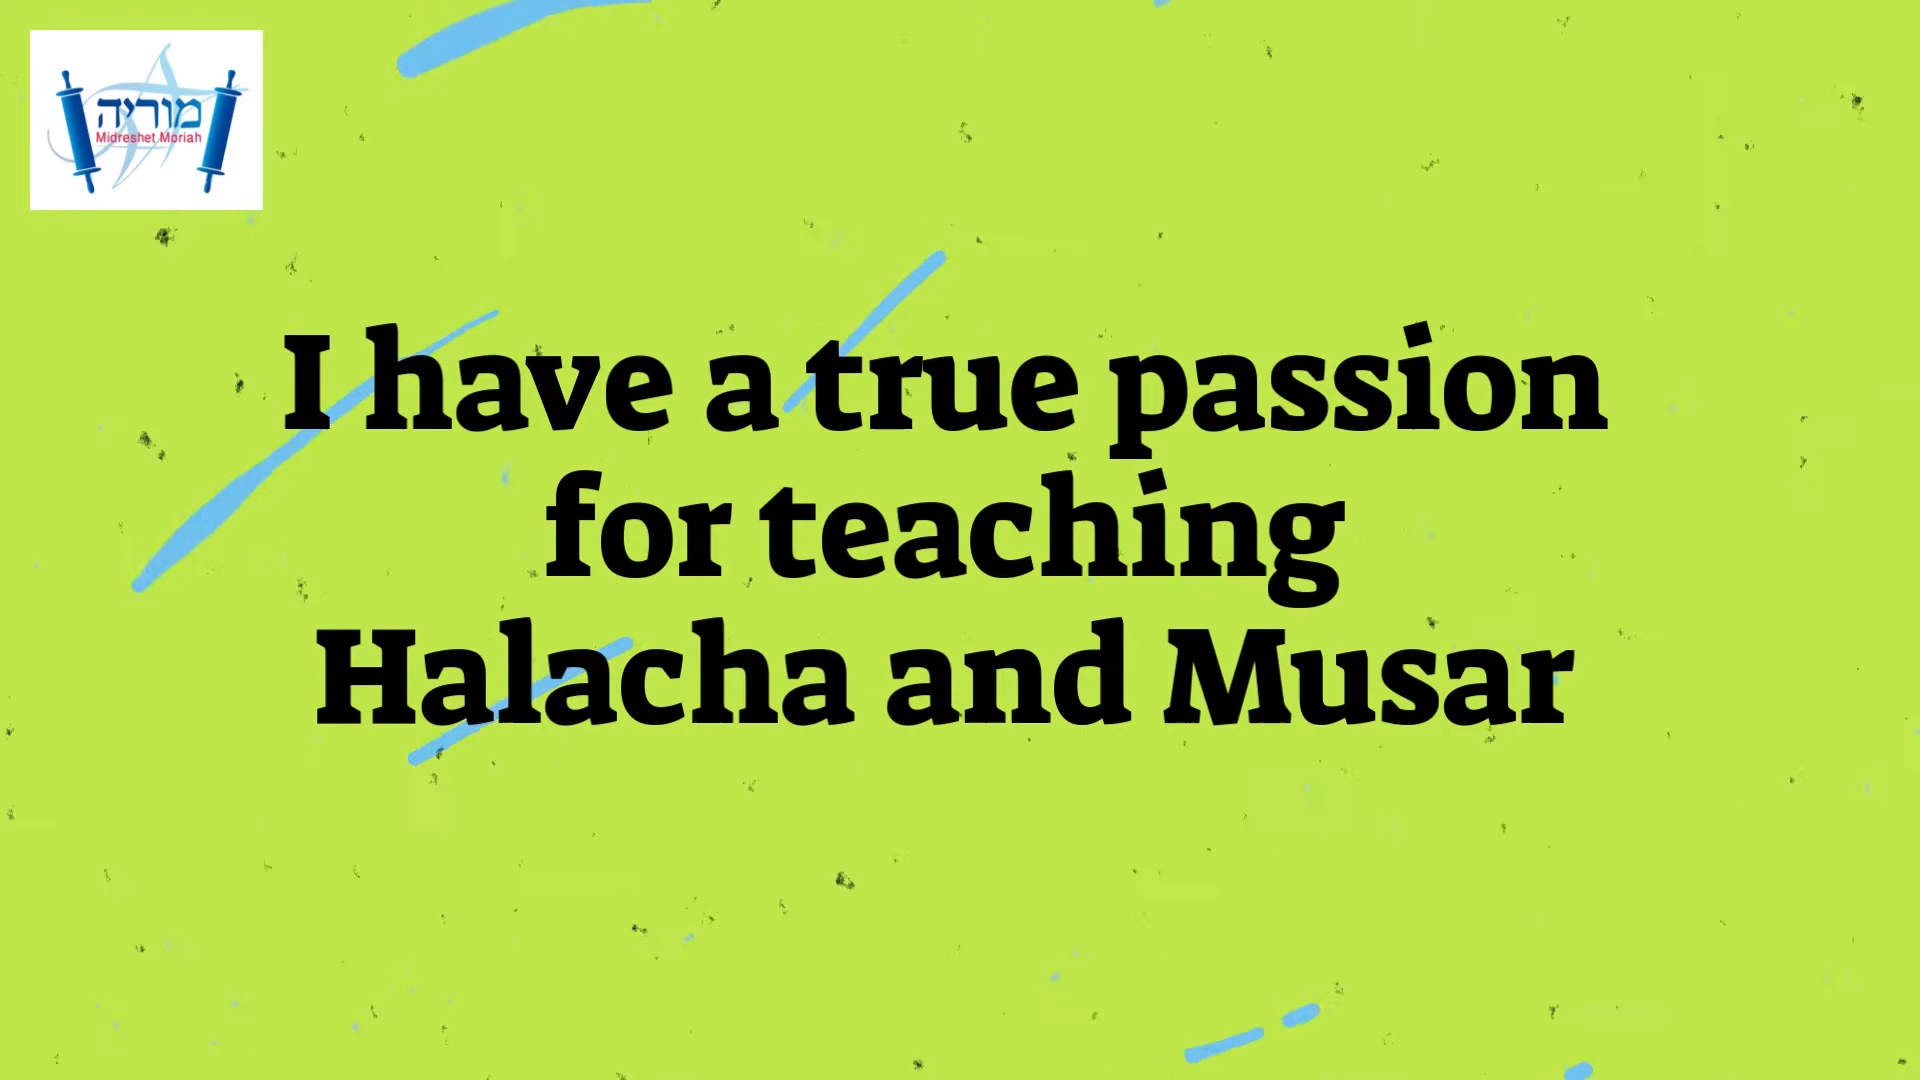 מוריה
Midreshet Moriah
I have a true passion
for teaching
Halacha and Musar